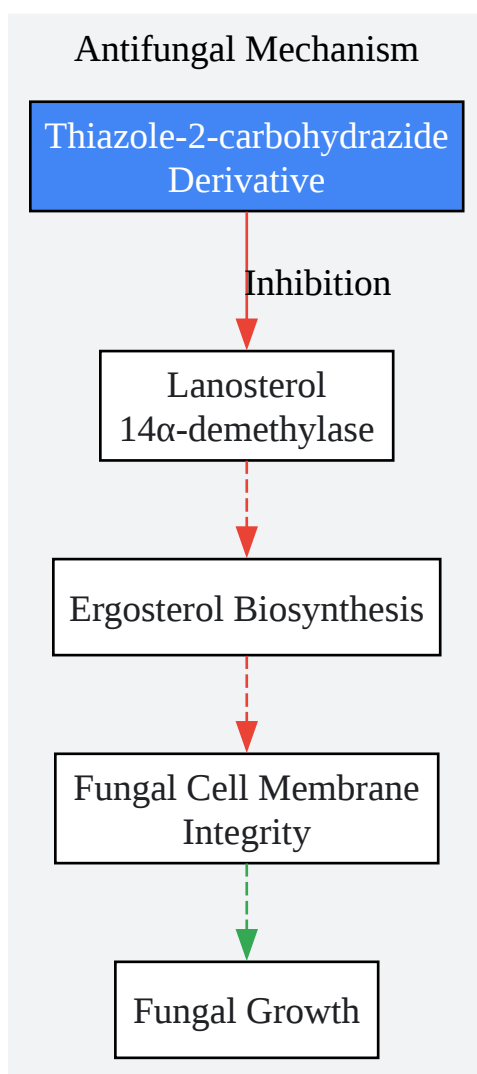 Antifungal Mechanism
Thiazole-2-carbohydrazide
Derivative
Inhibition
Lanosterol
14α-demethylase
Ergosterol Biosynthesis
Fungal Cell Membrane
Integrity
Fungal Growth